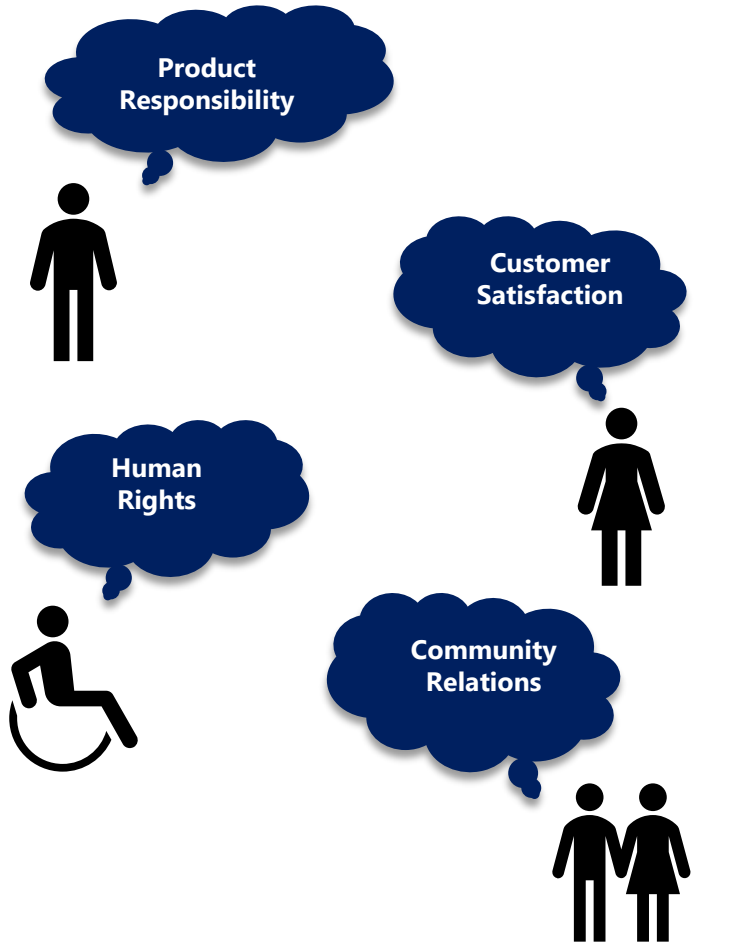 Product
Responsibility
Customer
Satisfaction
Human
Rights
Community
Relations